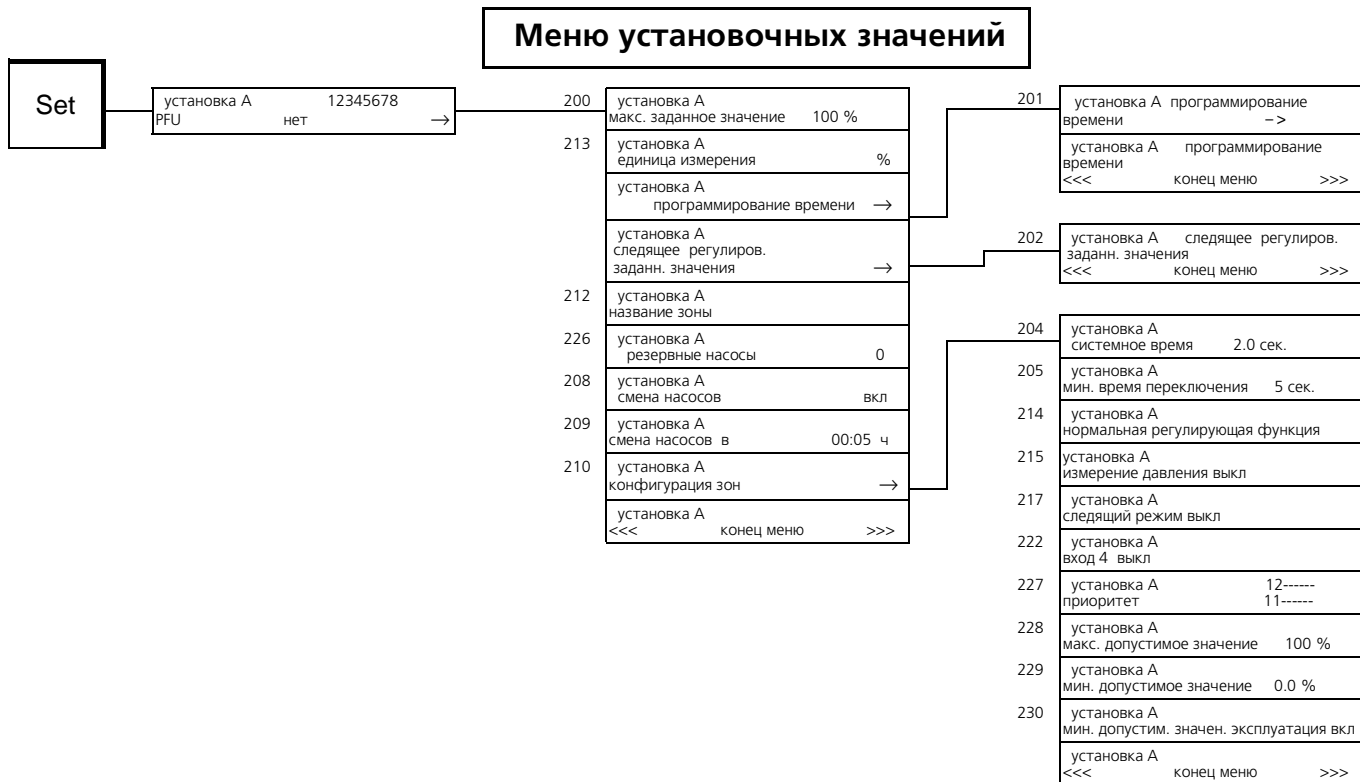 Меню установочных значений
Set
установка А 12345678
PFU нет →
200
установка А
макс. заданное значение 100 %
213
установка А
единица измерения %
установка А
программирование времени →
установка А
следящее регулиров.
заданн. значения →
212
установка А
название зоны
226
установка А
резервные насосы 0
208
установка А
смена насосов вкл
209
установка А
смена насосов в 00:05 ч
210
установка А
конфигурация зон →
установка А
<<< конец меню >>>
201
установка А программирование
времени –>
установка А программирование
времени
<<< конец меню >>>
202
установка А следящее регулиров.
заданн. значения
<<< конец меню >>>
204
установка А
системное время 2.0 сек.
205
установка А
мин. время переключения 5 сек.
214
установка А
нормальная регулирующая функция
215
установка А
измерение давления выкл
217
установка А
следящий режим выкл
222
установка А
вход 4 выкл
227
установка А 12------
приоритет 11------
228
установка А
макс. допустимое значение 100 %
229
установка А
мин. допустимое значение 0.0 %
230
установка А
мин. допустим. значен. эксплуатация вкл
установка А
<<< конец меню >>>